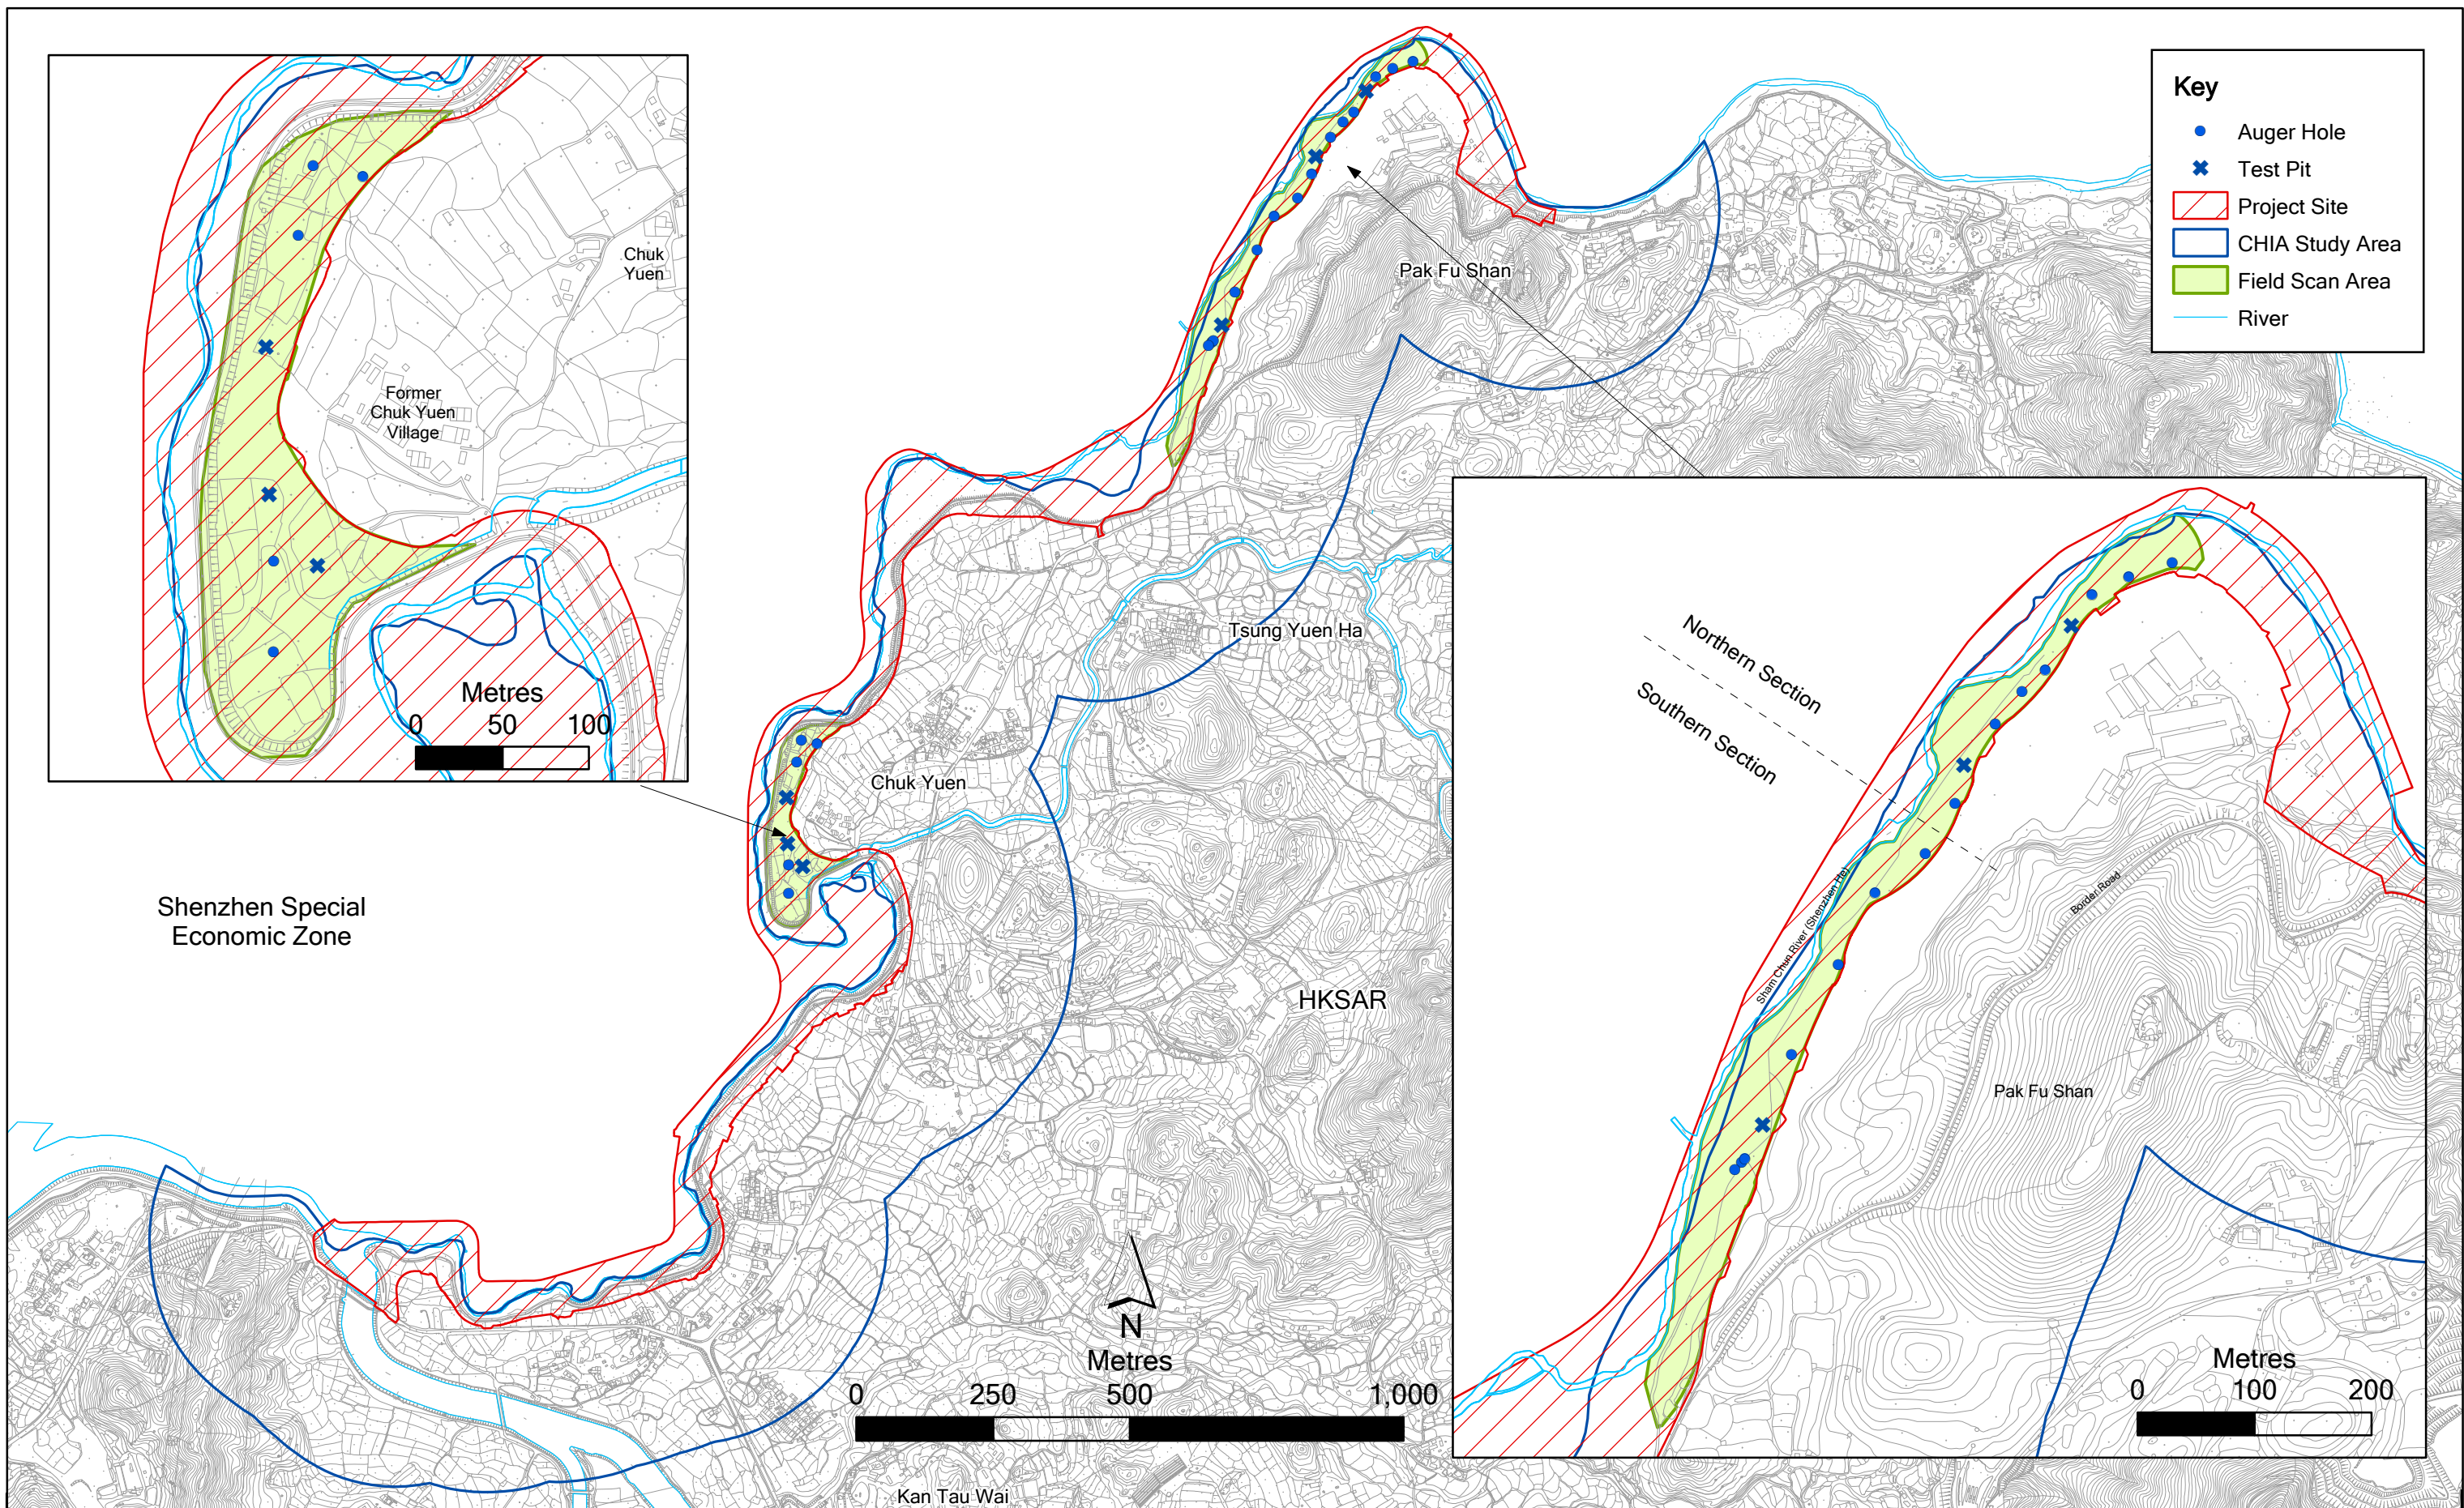 Key
Auger Hole
Test Pit
Project Site
CHIA Study Area
Field Scan Area
River
Chuk
Yuen
Former
Chuk Yuen
Village
Metres
0 50 100
Pak Fu Shan
Tsung Yuen Ha
Chuk Yuen
Shenzhen Special
Economic Zone
HKSAR
N
Metres
0 250 500 1,000
Kan Tau Wai
Northern Section
Southern Section
Sham Chun River (Shenzhen He)
Border Road
Pak Fu Shan
Metres
0 100 200